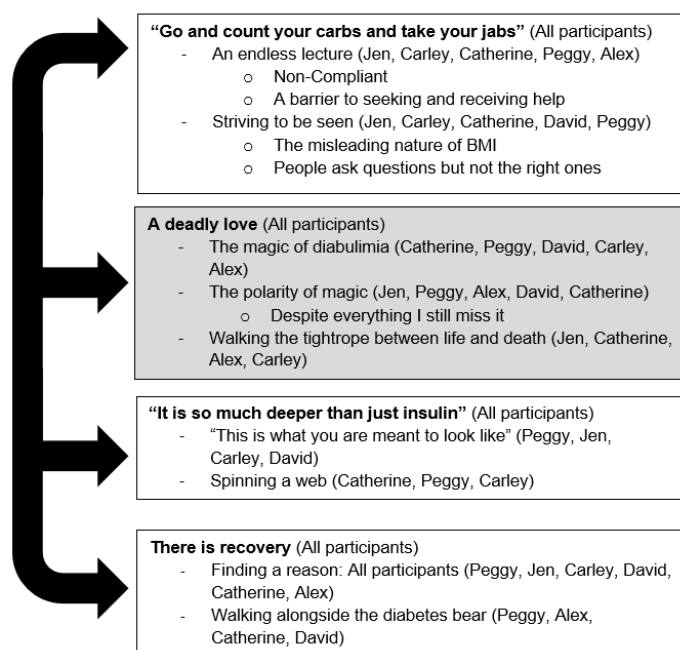 “Go and count your carbs and take your jabs” (All participants)
- An endless lecture (Jen, Carley, Catherine, Peggy, Alex)
o Non-Compliant
o A barrier to seeking and receiving help
- Striving to be seen (Jen, Carley, Catherine, David, Peggy)
o The misleading nature of BMI
o People ask questions but not the right ones
A deadly love (All participants)
- The magic of diabulimia (Catherine, Peggy, David, Carley,
Alex)
- The polarity of magic (Jen, Peggy, Alex, David, Catherine)
o Despite everything I still miss it
- Walking the tightrope between life and death (Jen, Catherine,
Alex, Carley)
“It is so much deeper than just insulin” (All participants)
- “This is what you are meant to look like” (Peggy, Jen,
Carley, David)
- Spinning a web (Catherine, Peggy, Carley)
There is recovery (All participants)
- Finding a reason: All participants (Peggy, Jen, Carley, David,
Catherine, Alex)
- Walking alongside the diabetes bear (Peggy, Alex,
Catherine, David)